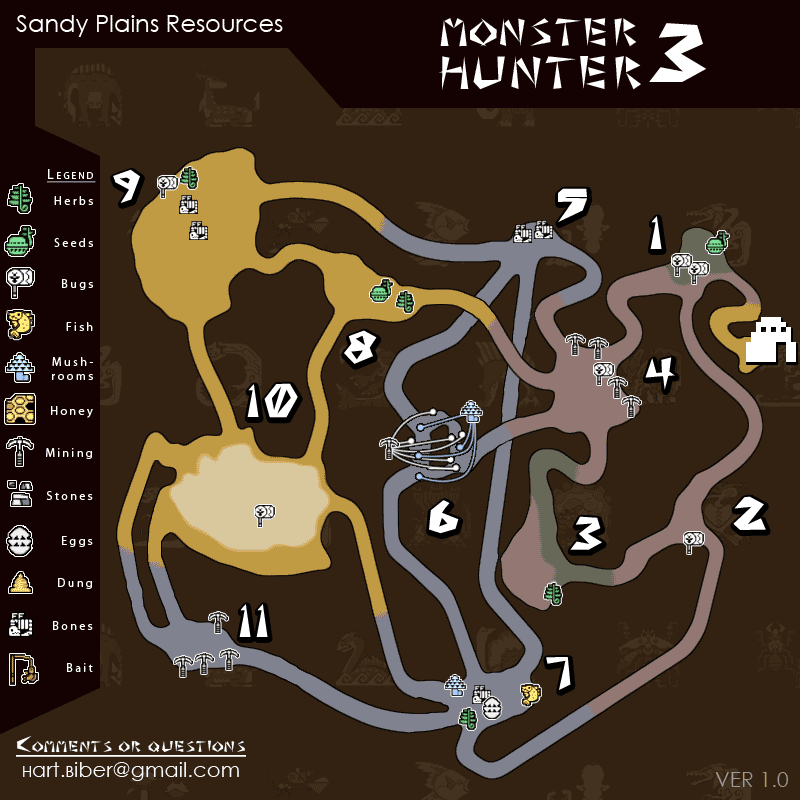 Sandy Plains Resources
MONSTER
HUNTER 3
LEGEND
Herbs
Seeds
Bugs
Fish
Mush-
rooms
Honey
Mining
Stones
Eggs
Dung
Bones
Bait
9
5
1
8
4
10
6
3
2
11
7
COMMENTS OR QUESTIONS
HART.BIBER@GMAIL.COM
VER 1.0